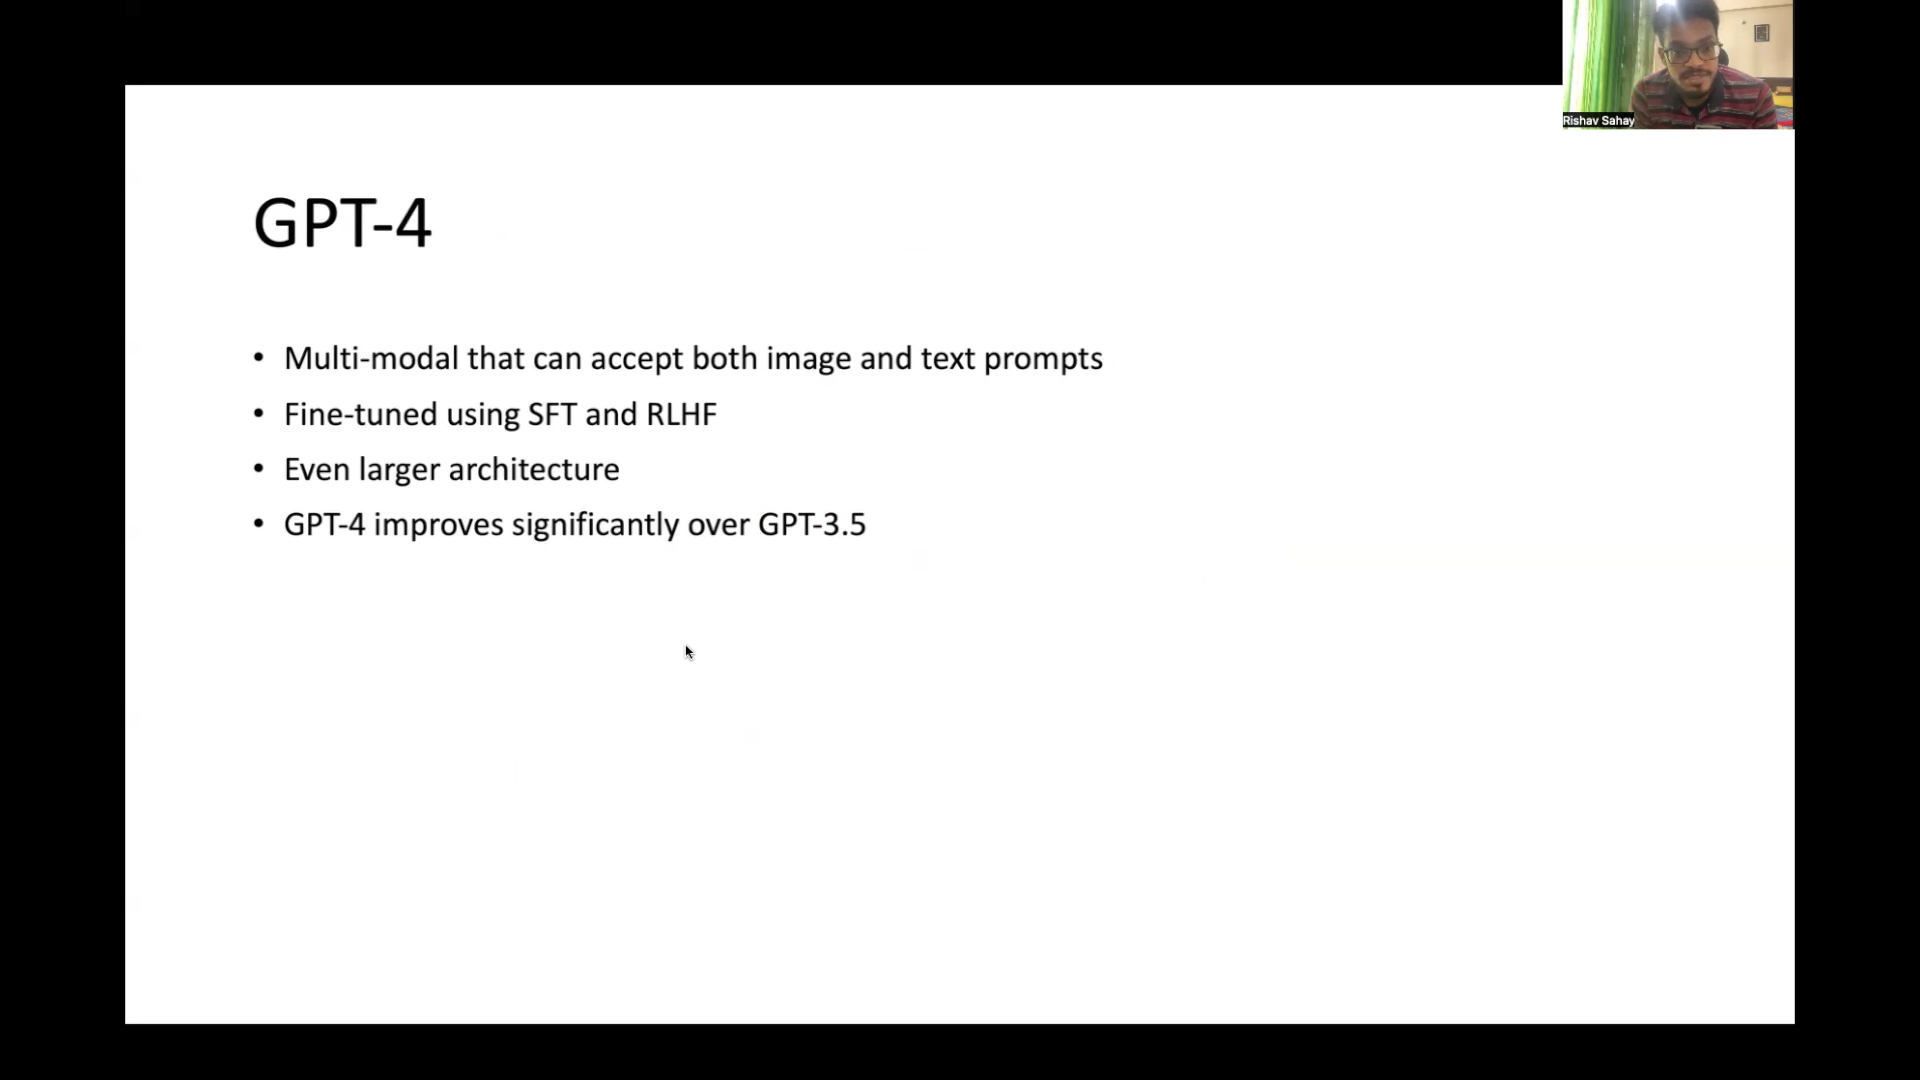 Rishav Sahay
GPT-4
• Multi-modal that can accept both image and text prompts
• Fine-tuned using SFT and RLHF
• Even larger architecture
• GPT-4 improves significantly over GPT-3.5